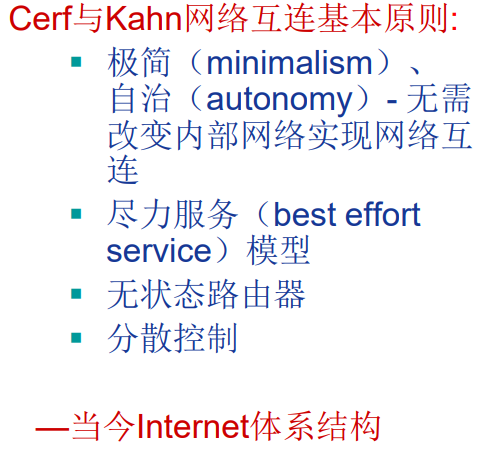 Cerf与Kahn网络互连基本原则:
▪ 极简（minimalism）、
自治（autonomy）- 无需
改变内部网络实现网络互
连
▪ 尽力服务（best effort
service）模型
▪ 无状态路由器
▪ 分散控制
—当今Internet体系结构